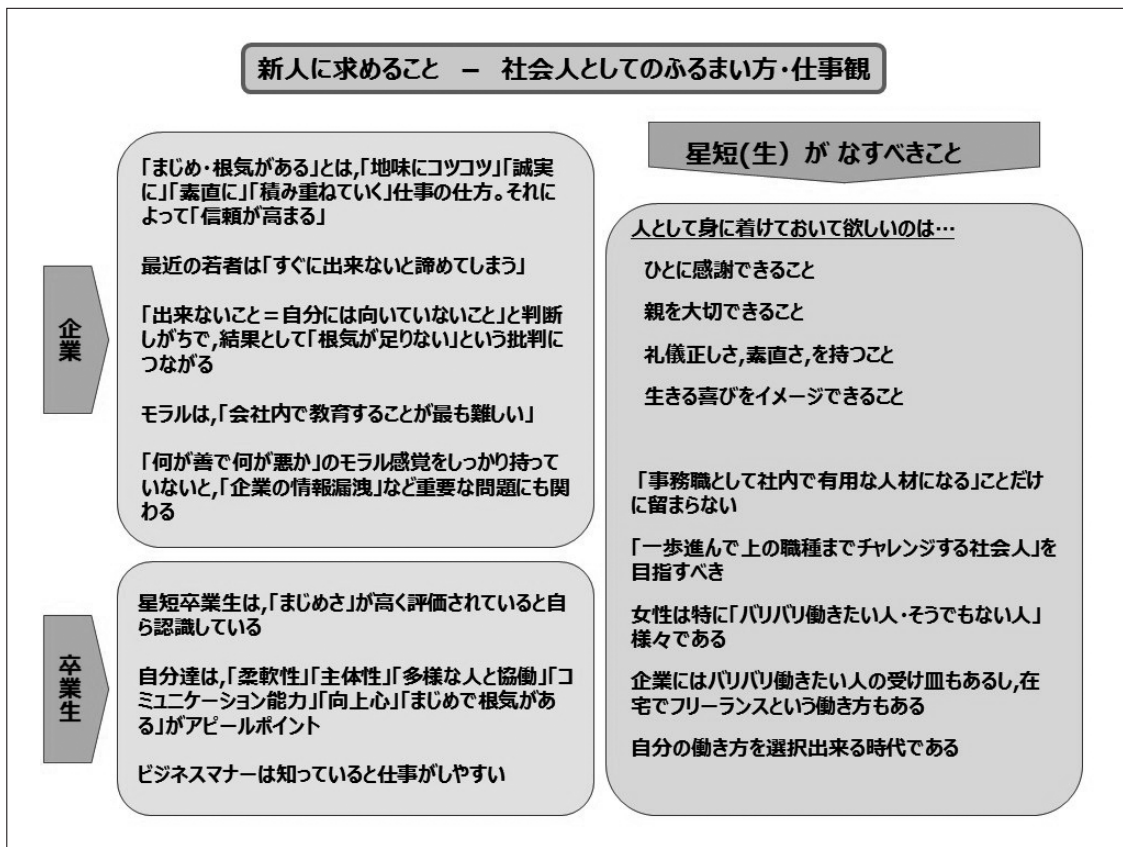 新人に求めること － 社会人としてのふるまい方・仕事観
企業
「まじめ・根気がある」とは,「地味にコツコツ」「誠実
に」「素直に」「積み重ねていく」仕事の仕方。それに
よって「信頼が高まる」
最近の若者は「すぐに出来ないと諦めてしまう」
「出来ないこと＝自分には向いていないこと」と判断
しがちで,結果として「根気が足りない」という批判に
つながる
モラルは,「会社内で教育することが最も難しい」
「何が善で何が悪か」のモラル感覚をしっかり持って
いないと,「企業の情報漏洩」など重要な問題にも関
わる
卒業生
星短卒業生は,「まじめさ」が高く評価されていると自
ら認識している
自分達は,「柔軟性」「主体性」「多様な人と協働」「コ
ミュニケーション能力」「向上心」「まじめで根気があ
る」がアピールポイント
ビジネスマナーは知っていると仕事がしやすい
星短(生) が なすべきこと
人として身に着けておいて欲しいのは…
ひとに感謝できること
親を大切できること
礼儀正しさ,素直さ,を持つこと
生きる喜びをイメージできること
「事務職として社内で有用な人材になる」ことだけ
に留まらない
「一歩進んで上の職種までチャレンジする社会人」を
目指すべき
女性は特に「バリバリ働きたい人・そうでもない人」
様々である
企業にはバリバリ働きたい人の受け皿もあるし,在
宅でフリーランスという働き方もある
自分の働き方を選択出来る時代である